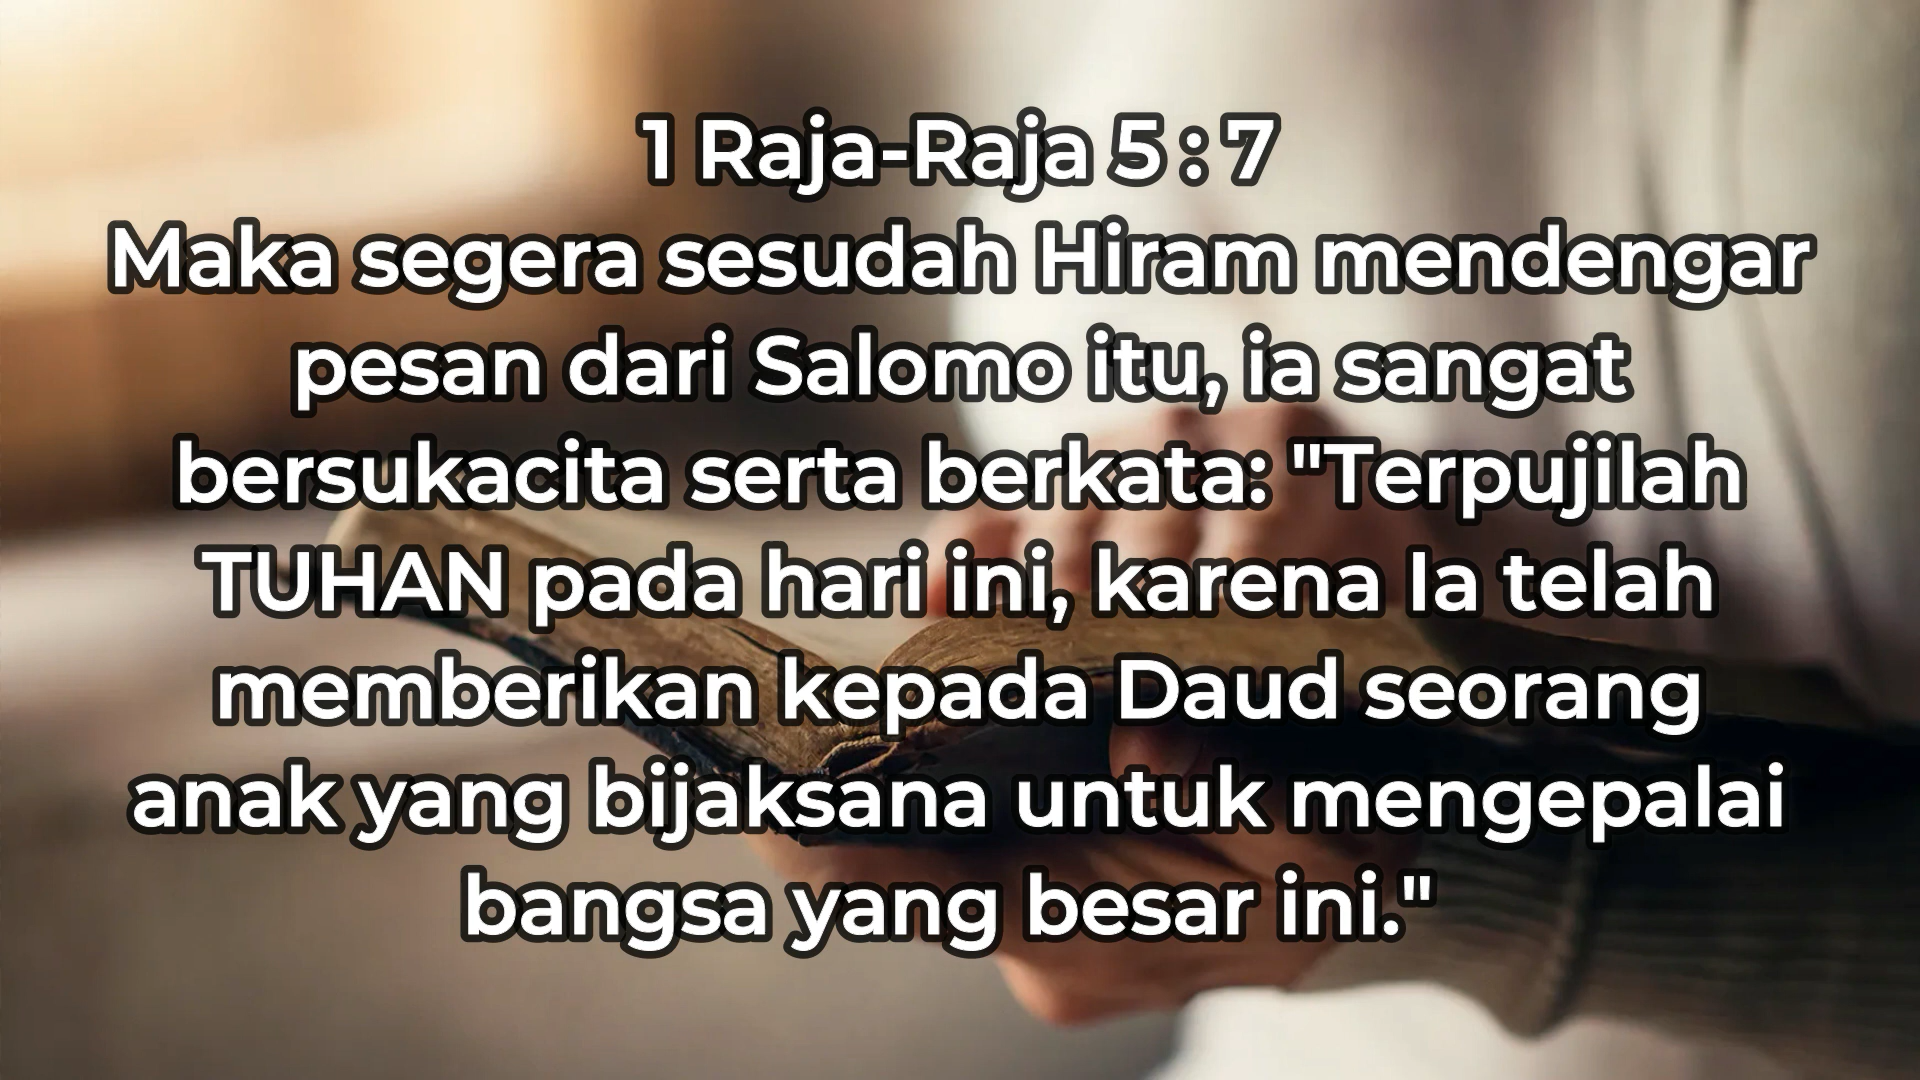 1 Raja-Raja 5 : 7
Maka segera sesudah Hiram mendengar
pesan dari Salomo itu, ia sangat
bersukacita serta berkata: "Terpujilah
TUHAN pada hari ini, karena Ia telah
memberikan kepada Daud seorang
anak yang bijaksana untuk mengepalai
bangsa yang besar ini."